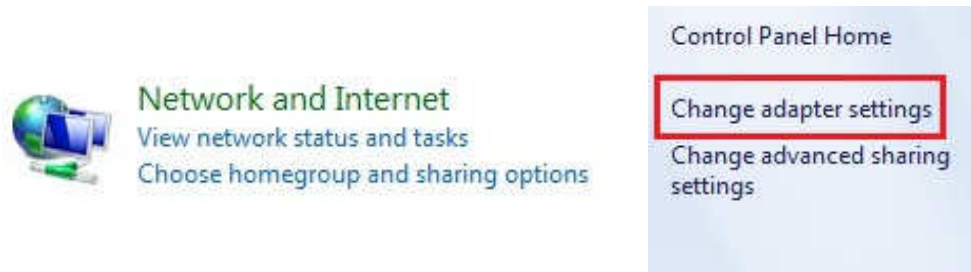 Network and Internet
View network status and tasks
Choose homegroup and sharing options
Control Panel Home
Change adapter settings
Change advanced sharing
settings